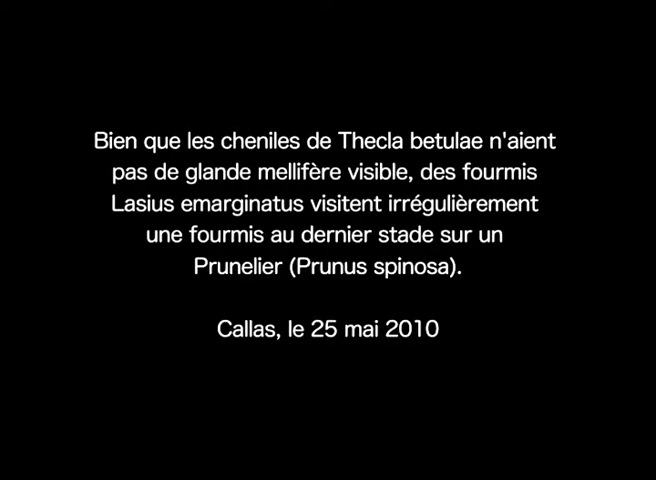 Bien que les cheniles de Thecla betulae n'aient
pas de glande mellifère visible, des fourmis
Lasius emarginatus visitent irrégulièrement
une fourmis au dernier stade sur un
Prunelier (Prunus spinosa).
Callas, le 25 mai 2010